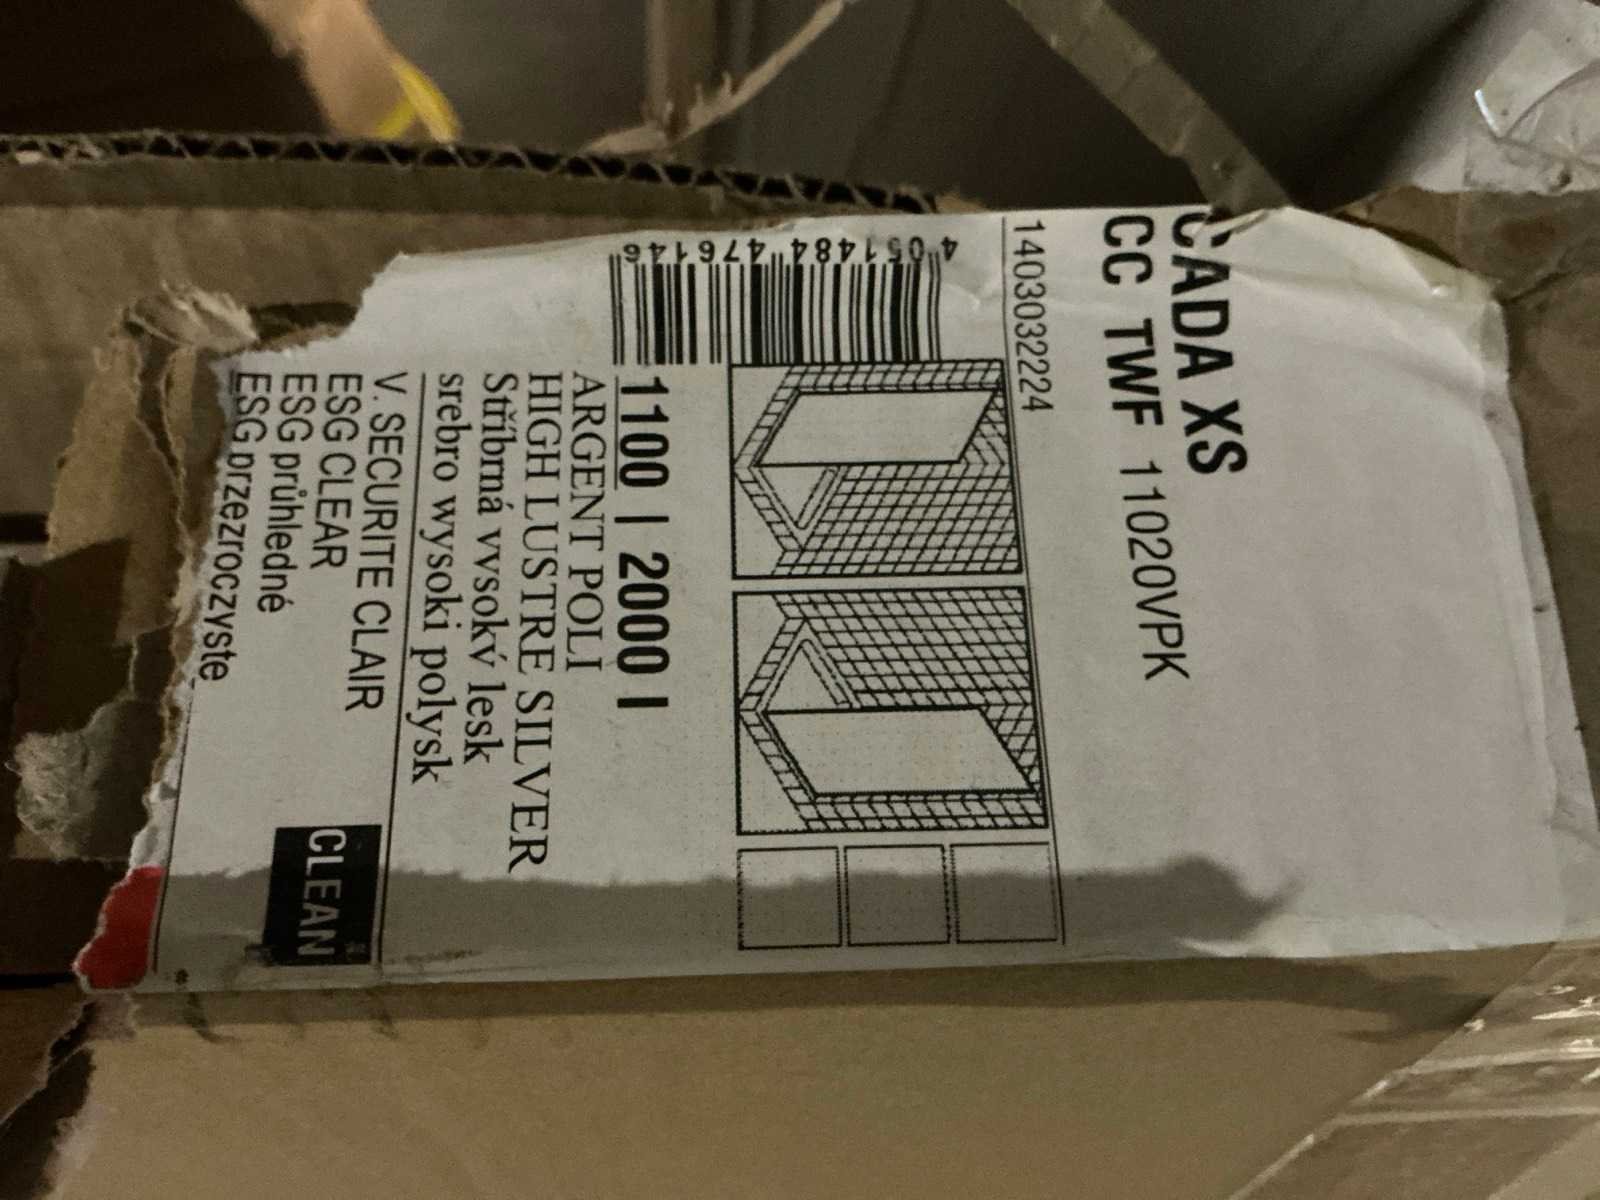 CADA XS
CC TWF 11020VPK
1403032224
4 051484 476146
1100 | 2000 |
ARGENT POLI
HIGH LUSTRE SILVER
Stříbrná vysoký lesk
srebro wysoki polysk
V. SECURITE CLAIR
ESG CLEAR
ESG průhledné
ESG przezroczyste
CLEAN